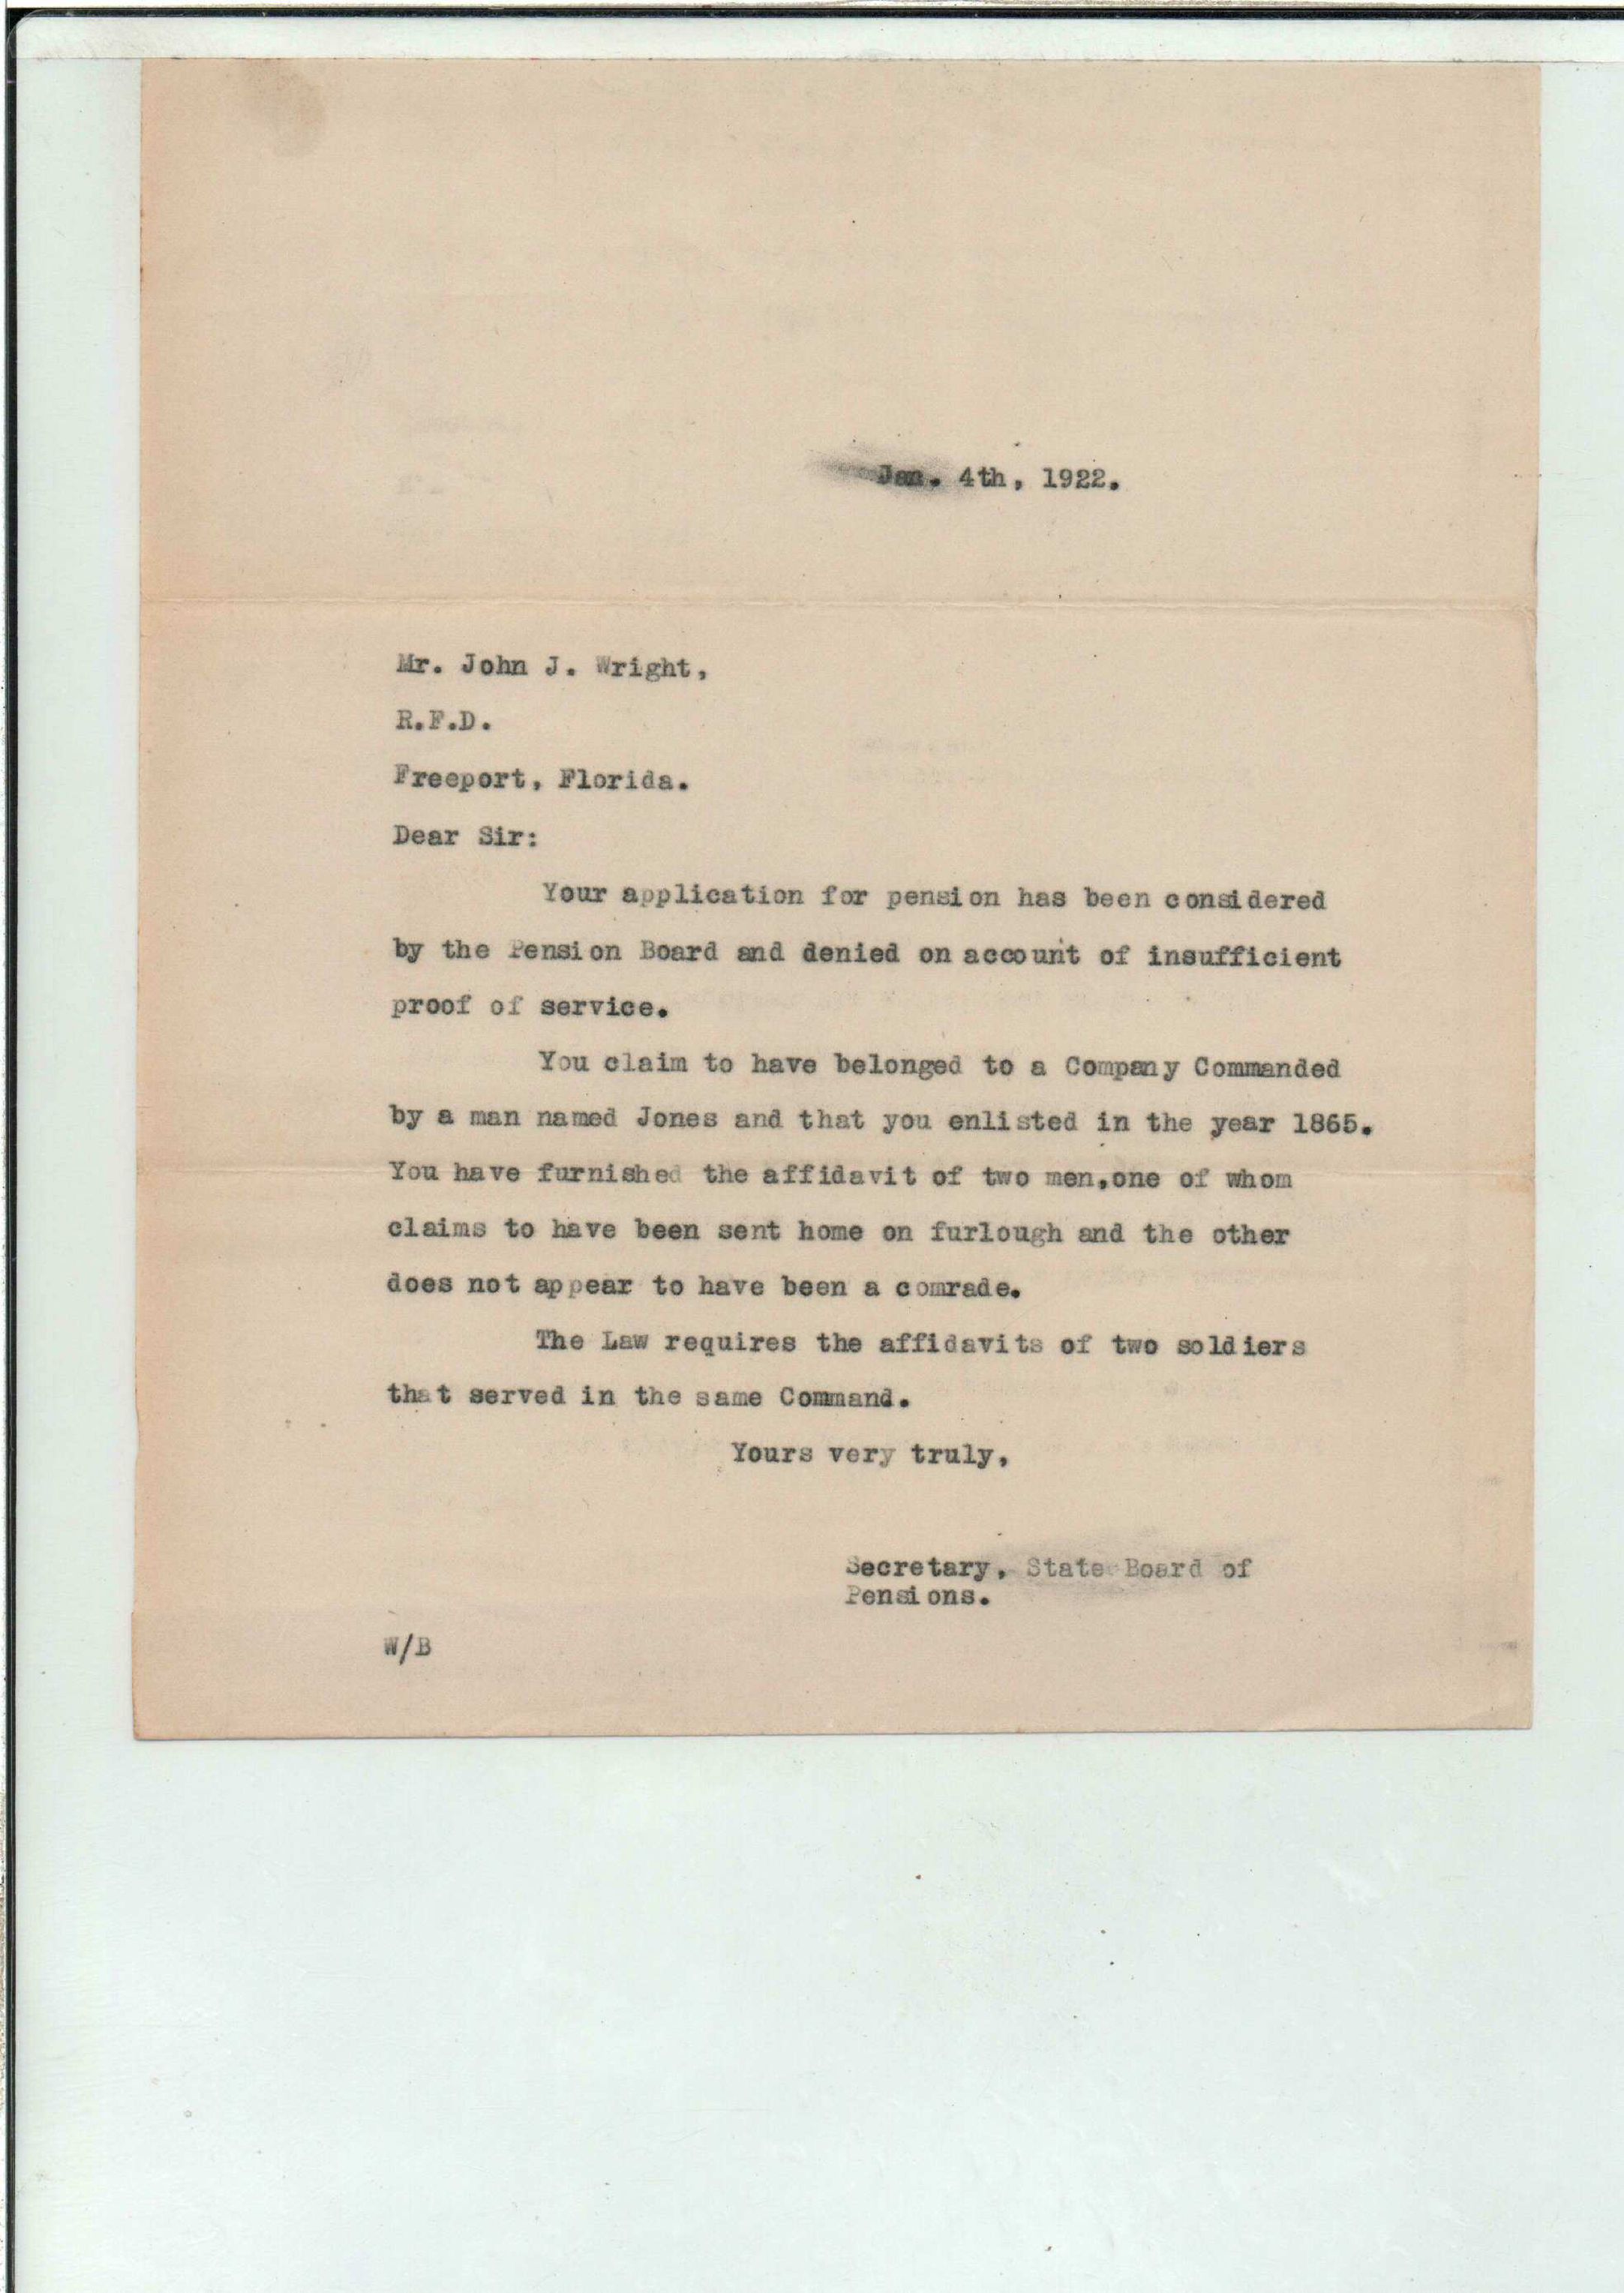 Jan. 4th, 1922.
Mr. John J. Wright,
R.F.D.
Freeport, Florida.
Dear Sir:
Your application for pension has been considered
by the Pension Board and denied on account of insufficient
proof of service.
You claim to have belonged to a Company Commanded
by a man named Jones and that you enlisted in the year 1865.
You have furnished the affidavit of two men,one of whom
claims to have been sent home on furlough and the other
does not appear to have been a comrade.
The Law requires the affidavits of two soldiers
that served in the same Command.
Yours very truly,
Secretary, State Board of
Pensions.
W/B